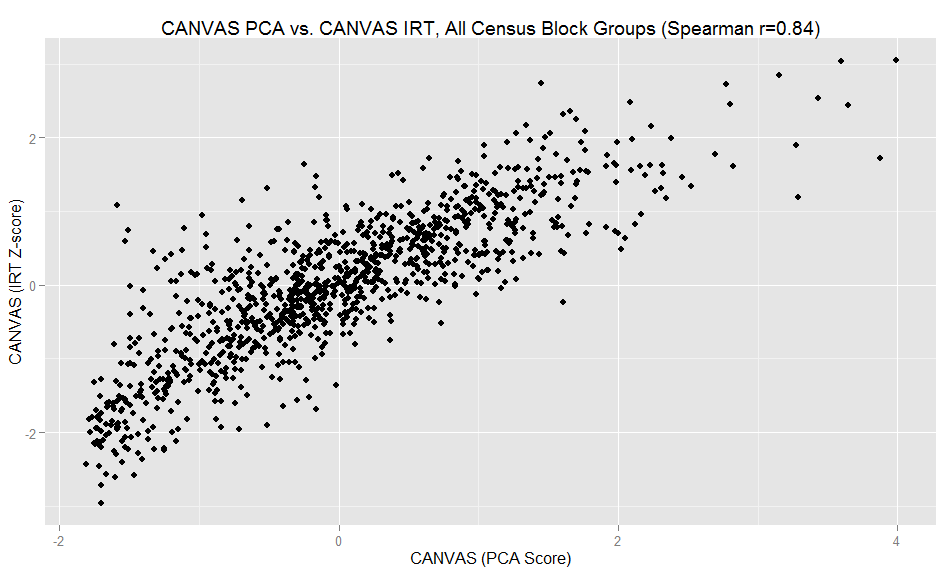 CANVAS PCA vs. CANVAS IRT, All Census Block Groups (Spearman r=0.84)
CANVAS (IRT Z-score)
2
0
-2
-2
0
2
4
CANVAS (PCA Score)